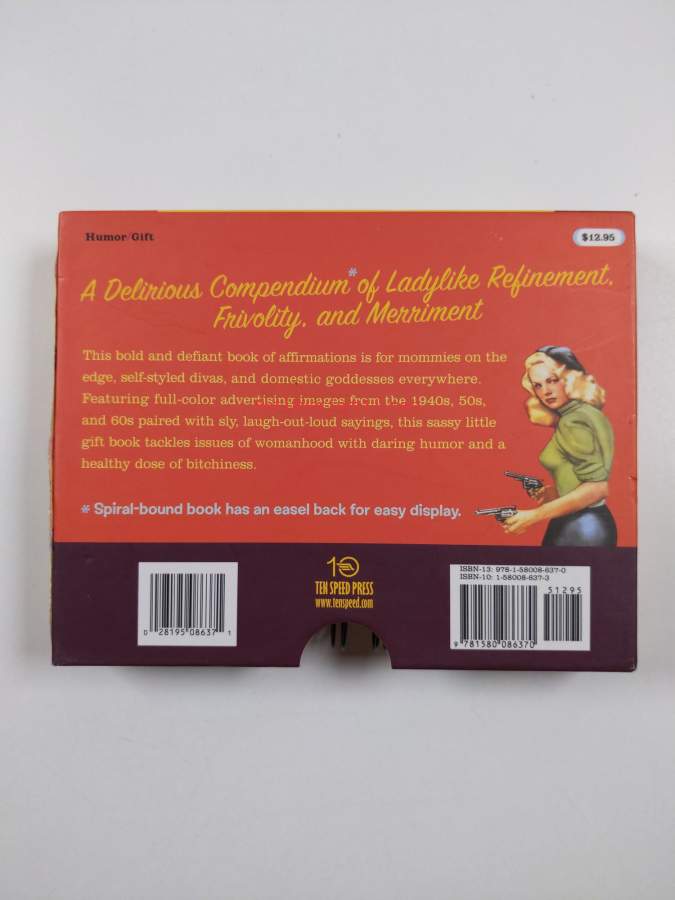 Humor/Gift
$12.95
A Delirious Compendium* of Ladylike Refinement,
Frivolity, and Merriment
This bold and defiant book of affirmations is for mommies on the
edge, self-styled divas, and domestic goddesses everywhere.
Featuring full-color advertising images from the 1940s, 50s,
and 60s paired with sly, laugh-out-loud sayings, this sassy little
gift book tackles issues of womanhood with daring humor and a
healthy dose of bitchiness.
* Spiral-bound book has an easel back for easy display.
10
TEN SPEED PRESS
www.tenspeed.com
0 28195 08637 1
ISBN-13: 978-1-58008-637-0
ISBN-10: 1-58008-637-3
51295
9 781580 086370